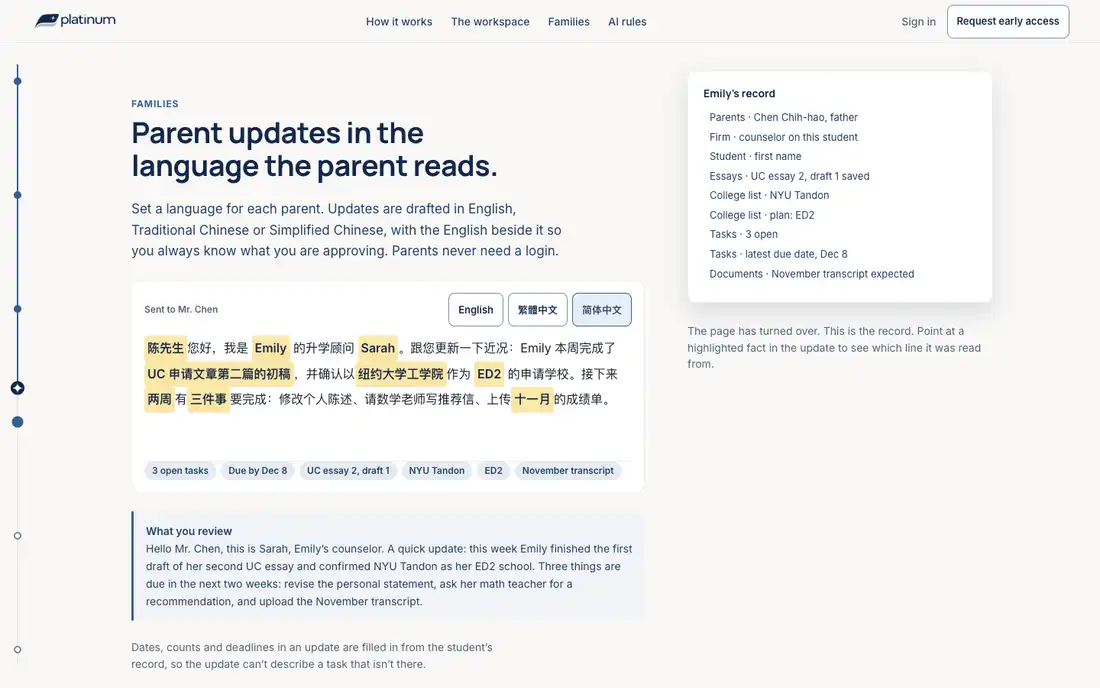 platinum
How it works
The workspace
Families
AI rules
Sign in
Request early access
FAMILIES
Parent updates in the
language the parent reads.
Set a language for each parent. Updates are drafted in English,
Traditional Chinese or Simplified Chinese, with the English beside it so
you always know what you are approving. Parents never need a login.
Sent to Mr. Chen
English
繁體中文
简体中文
陈先生您好，我是 Emily 的升学顾问 Sarah。跟您更新一下近况：Emily 本周完成了
UC 申请文章第二篇的初稿，并确认以纽约大学工学院作为 ED2 的申请学校。接下来
两周有三件事要完成：修改个人陈述、请数学老师写推荐信、上传十一月的成绩单。
3 open tasks
Due by Dec 8
UC essay 2, draft 1
NYU Tandon
ED2
November transcript
What you review
Hello Mr. Chen, this is Sarah, Emily’s counselor. A quick update: this week Emily finished the first
draft of her second UC essay and confirmed NYU Tandon as her ED2 school. Three things are
due in the next two weeks: revise the personal statement, ask her math teacher for a
recommendation, and upload the November transcript.
Dates, counts and deadlines in an update are filled in from the student’s
record, so the update can’t describe a task that isn’t there.
Emily’s record
Parents · Chen Chih-hao, father
Firm · counselor on this student
Student · first name
Essays · UC essay 2, draft 1 saved
College list · NYU Tandon
College list · plan: ED2
Tasks · 3 open
Tasks · latest due date, Dec 8
Documents · November transcript expected
The page has turned over. This is the record. Point at a
highlighted fact in the update to see which line it was read
from.